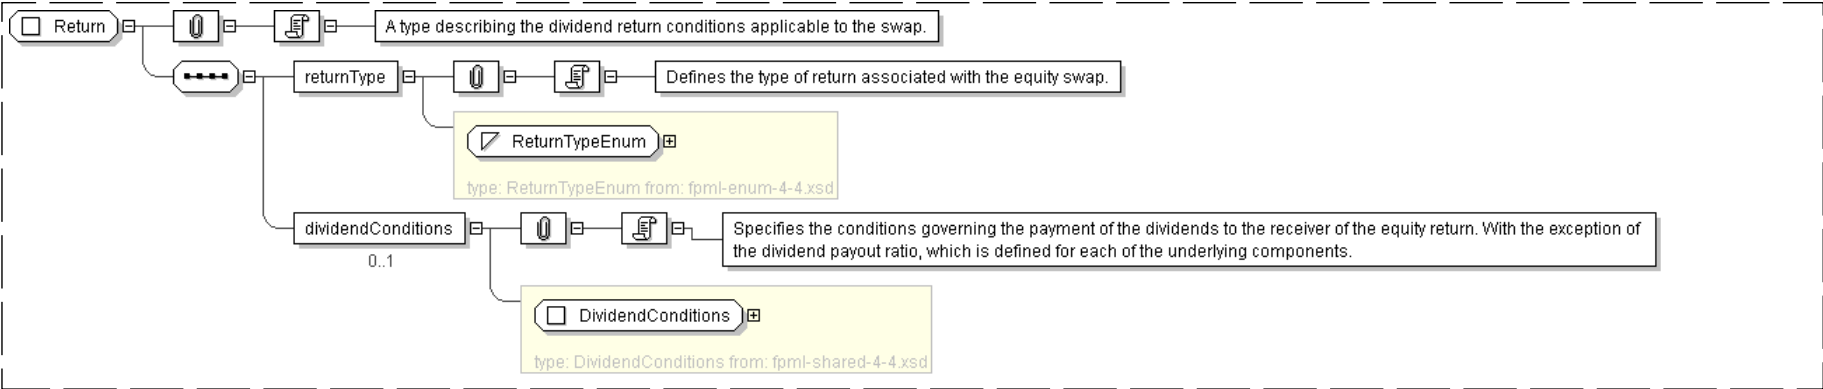 Return
A type describing the dividend return conditions applicable to the swap.
returnType
Defines the type of return associated with the equity swap.
ReturnTypeEnum
type: ReturnTypeEnum from: fpml-enum-4-4.xsd
dividendConditions
0..1
Specifies the conditions governing the payment of the dividends to the receiver of the equity return. With the exception of
the dividend payout ratio, which is defined for each of the underlying components.
DividendConditions
type: DividendConditions from: fpml-shared-4-4.xsd